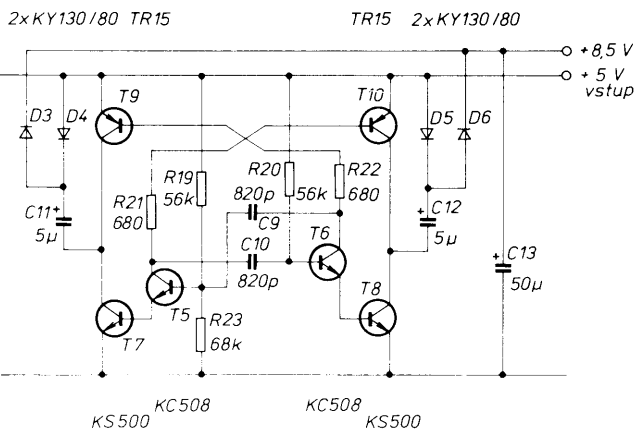 2xKY130/80 TR15
TR15 2xKY130/80
+8,5 V
+ 5 V
vstup
T9
T10
D3
D4
D5
D6
R19
56k
R20
56k
R22
680
R21
680
820p
C9
C11 +
5µ
+ C12
5µ
C10
820p
T6
+ C13
50µ
T5
T8
T7
R23
68k
KC508
KC508
KS500
KS500